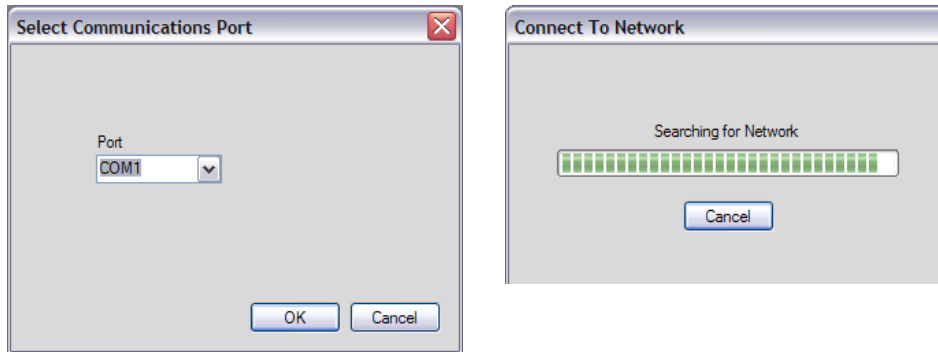 Select Communications Port
Port
COM1
OK Cancel
Connect To Network
Searching for Network
Cancel